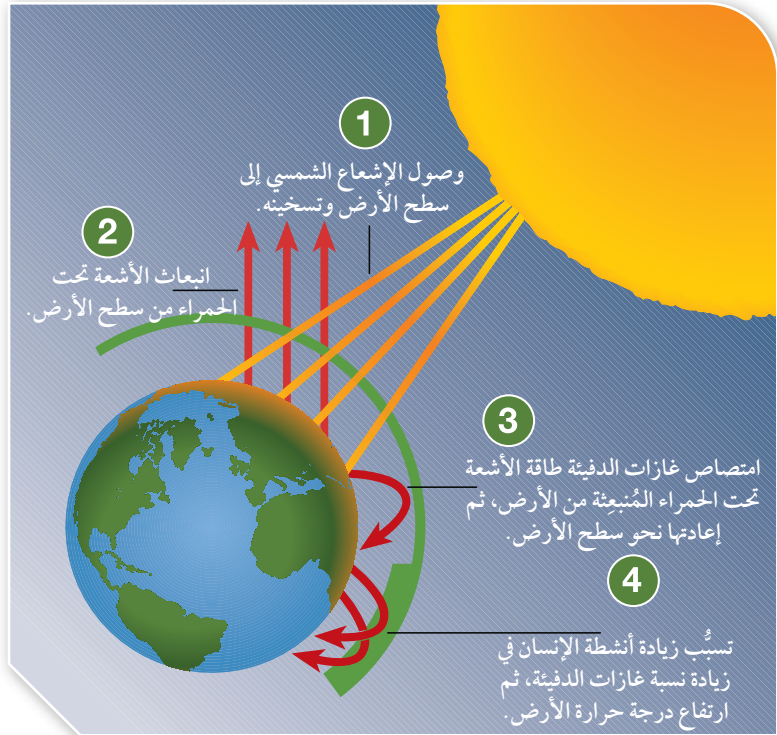 1
وصول الإشعاع الشمسي إلى
سطح الأرض وتسخينه.
2
انبعاث الأشعة تحت
الحمراء من سطح الأرض.
3
امتصاص غازات الدفيئة طاقة الأشعة
تحت الحمراء المُنبعِثة من الأرض، ثم
إعادتها نحو سطح الأرض.
4
تسبُّب زيادة أنشطة الإنسان في
زيادة نسبة غازات الدفيئة، ثم
ارتفاع درجة حرارة الأرض.